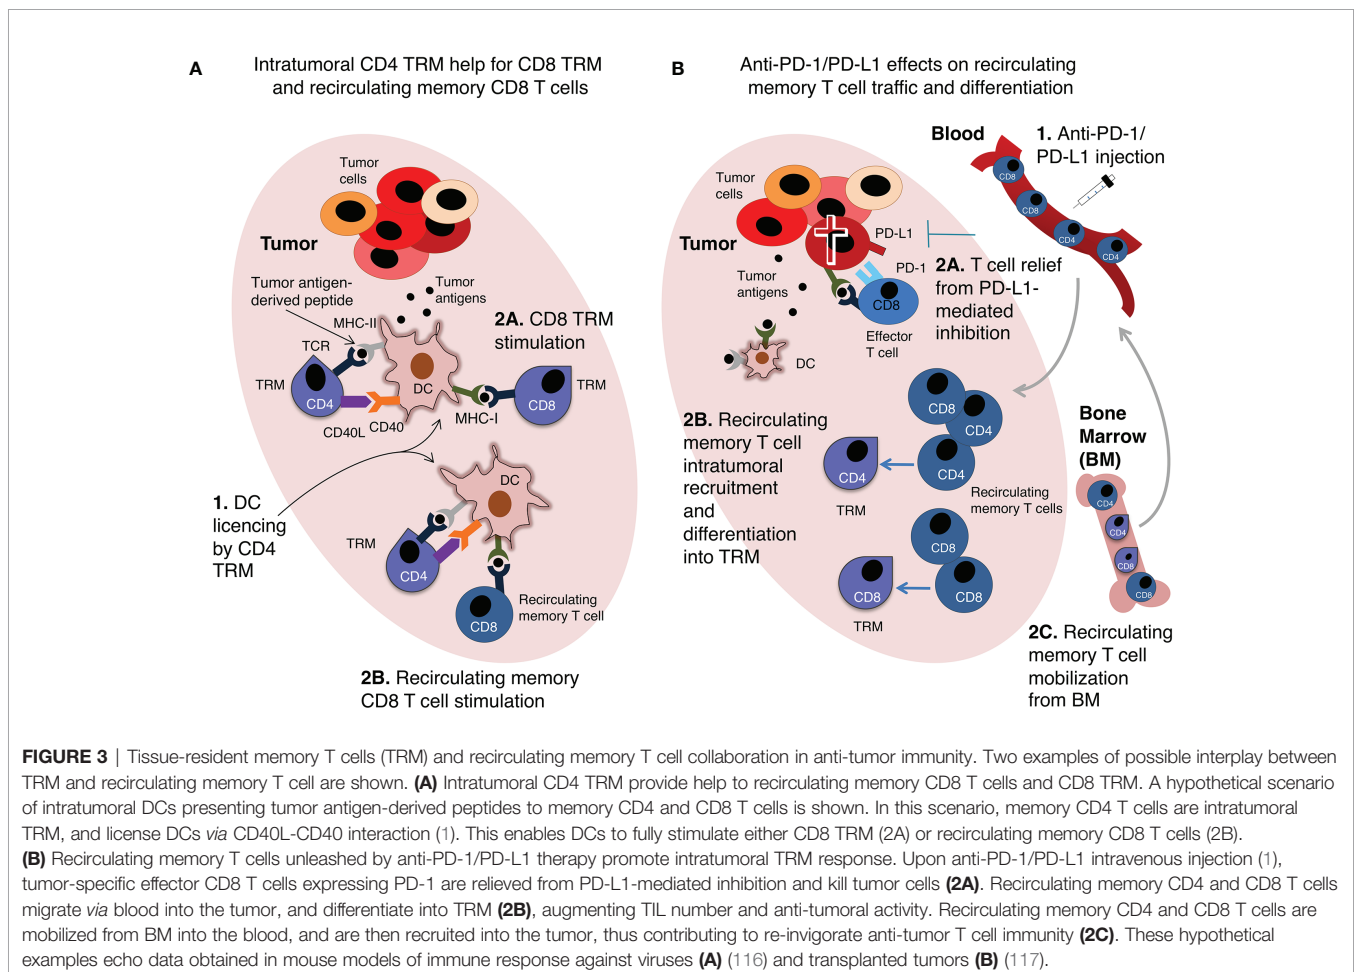 A
Intratumoral CD4 TRM help for CD8 TRM
and recirculating memory CD8 T cells
Tumor
cells
Tumor
Tumor antigen-
derived peptide
Tumor
antigens
MHC-II
TCR
2A. CD8 TRM
stimulation
TRM
CD4
DC
TRM
CD8
CD40L
CD40
MHC-I
1. DC
licencing
by CD4
TRM
DC
TRM
CD4
Recirculating
memory T cell
CD8
2B. Recirculating memory
CD8 T cell stimulation
B
Anti-PD-1/PD-L1 effects on recirculating
memory T cell traffic and differentiation
Blood
1. Anti-PD-1/
PD-L1 injection
CD8
CD8
CD4
CD4
Tumor
cells
Tumor
PD-L1
PD-1
Tumor
antigens
CD8
Effector
T cell
DC
2A. T cell relief
from PD-L1-
mediated
inhibition
2B. Recirculating
memory T cell
intratumoral
recruitment
and
differentiation
into TRM
CD8
CD4
CD4
CD4
TRM
Recirculating
memory T cells
CD8
CD8
CD8
TRM
Bone
Marrow
(BM)
CD4
CD4
CD8
CD8
2C. Recirculating
memory T cell
mobilization
from BM
FIGURE 3 | Tissue-resident memory T cells (TRM) and recirculating memory T cell collaboration in anti-tumor immunity. Two examples of possible interplay between
TRM and recirculating memory T cell are shown. (A) Intratumoral CD4 TRM provide help to recirculating memory CD8 T cells and CD8 TRM. A hypothetical scenario
of intratumoral DCs presenting tumor antigen-derived peptides to memory CD4 and CD8 T cells is shown. In this scenario, memory CD4 T cells are intratumoral
TRM, and license DCs via CD40L-CD40 interaction (1). This enables DCs to fully stimulate either CD8 TRM (2A) or recirculating memory CD8 T cells (2B).
(B) Recirculating memory T cells unleashed by anti-PD-1/PD-L1 therapy promote intratumoral TRM response. Upon anti-PD-1/PD-L1 intravenous injection (1),
tumor-specific effector CD8 T cells expressing PD-1 are relieved from PD-L1-mediated inhibition and kill tumor cells (2A). Recirculating memory CD4 and CD8 T cells
migrate via blood into the tumor, and differentiate into TRM (2B), augmenting TIL number and anti-tumoral activity. Recirculating memory CD4 and CD8 T cells are
mobilized from BM into the blood, and are then recruited into the tumor, thus contributing to re-invigorate anti-tumor T cell immunity (2C). These hypothetical
examples echo data obtained in mouse models of immune response against viruses (A) (116) and transplanted tumors (B) (117).